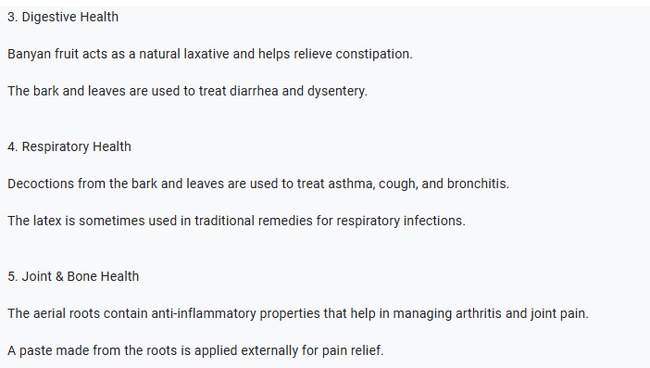 3. Digestive Health
Banyan fruit acts as a natural laxative and helps relieve constipation.
The bark and leaves are used to treat diarrhea and dysentery.
4. Respiratory Health
Decoctions from the bark and leaves are used to treat asthma, cough, and bronchitis.
The latex is sometimes used in traditional remedies for respiratory infections.
5. Joint & Bone Health
The aerial roots contain anti-inflammatory properties that help in managing arthritis and joint pain.
A paste made from the roots is applied externally for pain relief.